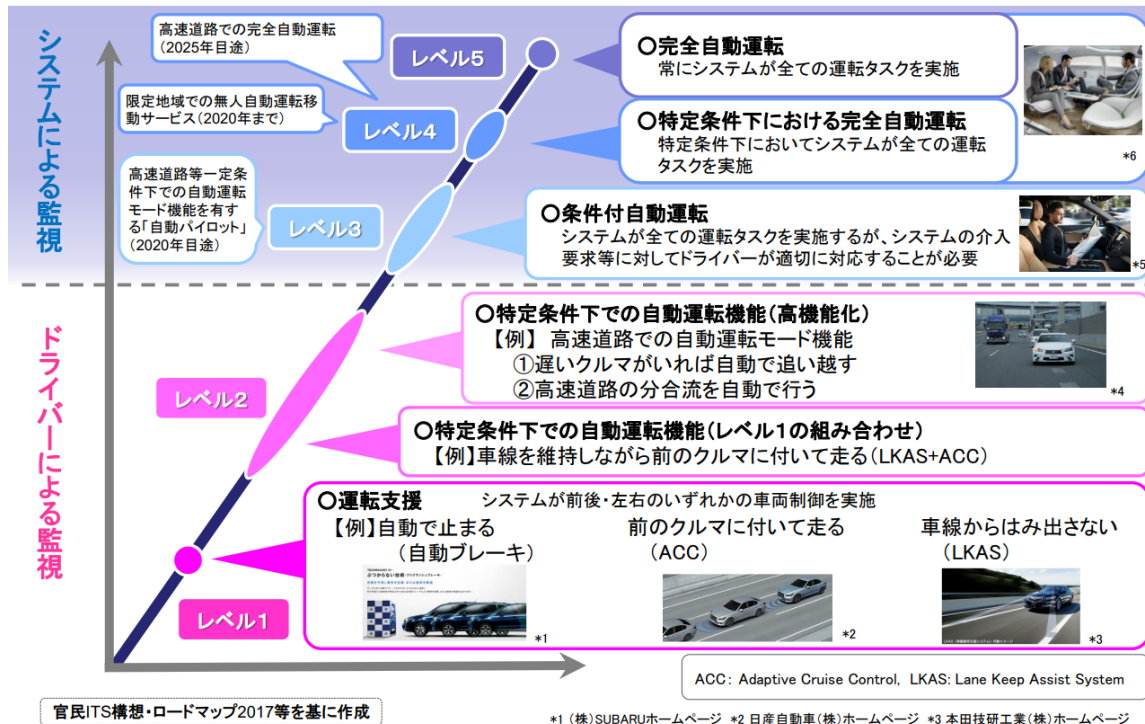 システムによる監視
ドライバーによる監視
高速道路での完全自動運転
(2025年目途)
レベル5
〇完全自動運転
常にシステムが全ての運転タスクを実施
限定地域での無人自動運転移
動サービス(2020年まで)
レベル4
〇特定条件下における完全自動運転
特定条件下においてシステムが全ての運転
タスクを実施
*6
高速道路等一定条
件下での自動運転
モード機能を有す
る「自動パイロット」
(2020年目途)
レベル3
〇条件付自動運転
システムが全ての運転タスクを実施するが、システムの介入
要求等に対してドライバーが適切に対応することが必要
*5
〇特定条件下での自動運転機能(高機能化)
【例】 高速道路での自動運転モード機能
①遅いクルマがいれば自動で追い越す
②高速道路の分合流を自動で行う
*4
レベル2
〇特定条件下での自動運転機能(レベル1の組み合わせ)
【例】車線を維持しながら前のクルマに付いて走る(LKAS+ACC)
〇運転支援 システムが前後・左右のいずれかの車両制御を実施
【例】自動で止まる
(自動ブレーキ)
前のクルマに付いて走る
(ACC)
車線からはみ出さない
(LKAS)
レベル1
ぶつからない技術
*1
*2
*3
ACC: Adaptive Cruise Control, LKAS: Lane Keep Assist System
官民ITS構想・ロードマップ2017等を基に作成
*1 (株)SUBARUホームページ *2 日産自動車(株)ホームページ *3 本田技研工業(株)ホームページ